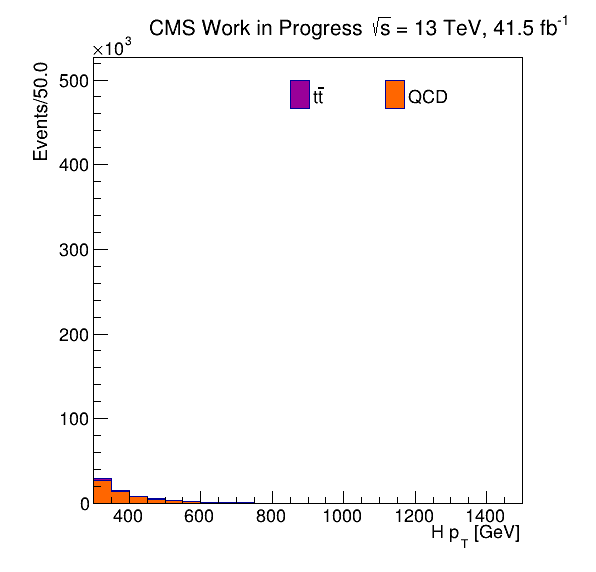 CMS Work in Progress √s = 13 TeV, 41.5 fb⁻¹
×10³
Events/50.0
500
400
300
200
100
0
tt̄
QCD
400 600 800 1000 1200 1400
H p_T [GeV]